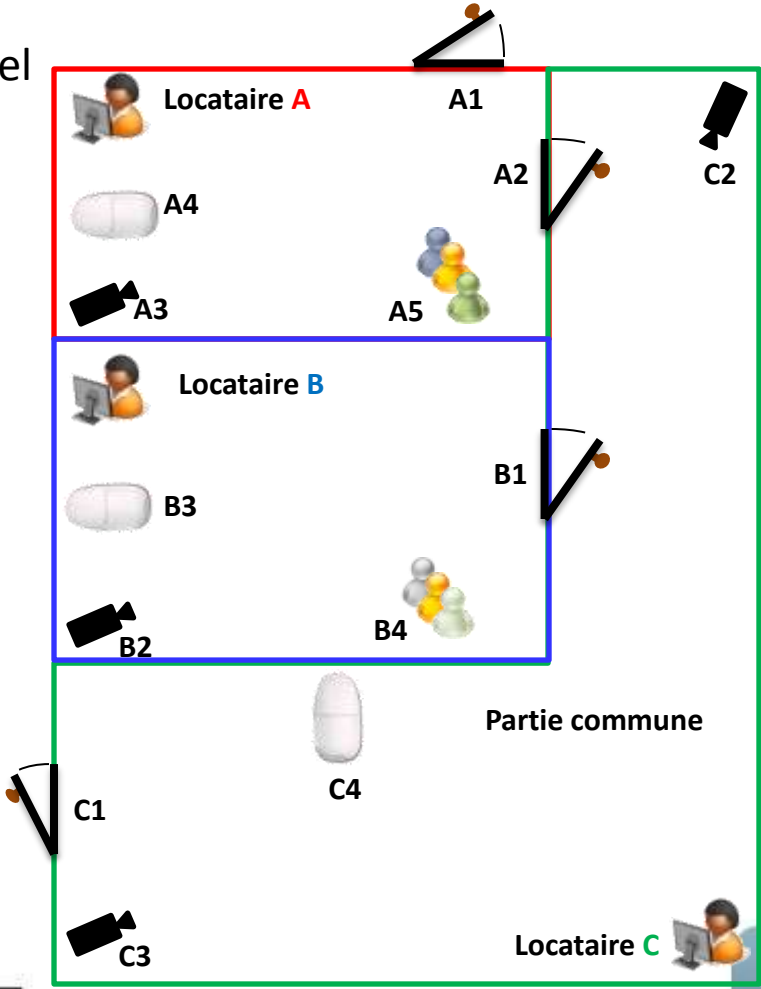 el
Locataire A
A1
A2
C2
A4
A3
A5
Locataire B
B1
B3
B4
B2
Partie commune
C4
C1
Locataire C
C3